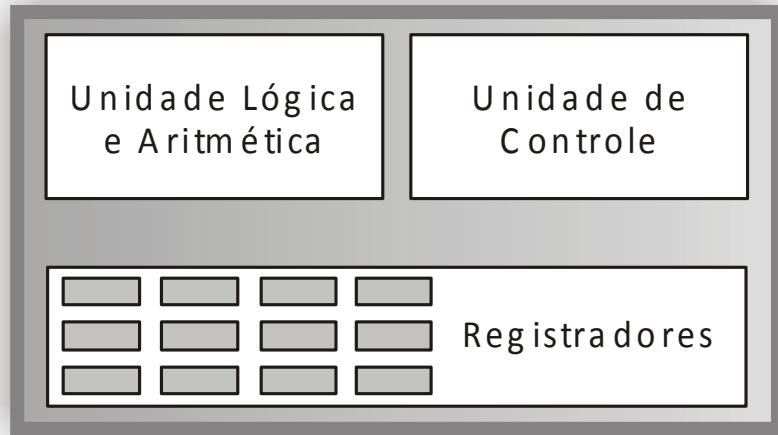 Unidade Lógica
e Aritmética
Unidade de
Controle
Registradores